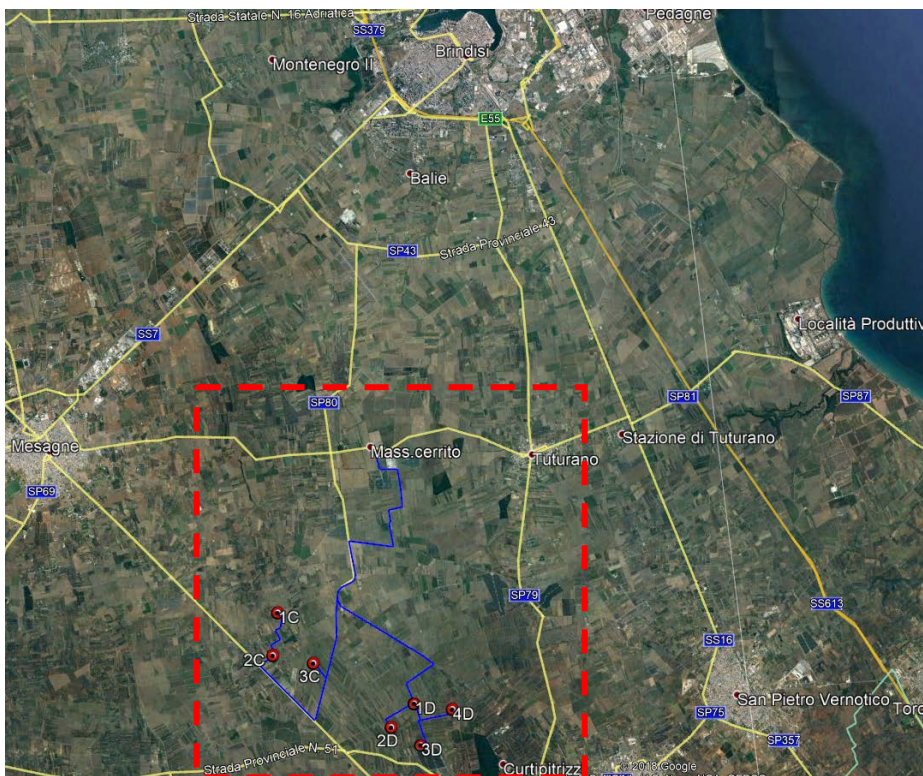 Strada Statale N. 16 Adriatica
Pedagne
SS379
Brindisi
Montenegro II
E55
Balie
SP43
Strada Provinciale 43
SS7
Località Produttiv
SP80
SP81
SP87
Mesagne
Mass.cerrito
Tuturano
Stazione di Tuturano
SP69
SP79
SS613
1C
SS16
2C
3C
1D
4D
San Pietro Vernotico
Torc
SP75
2D
3D
SP357
Strada Provinciale N. 51
Curtipitrizz
© 2018 Google